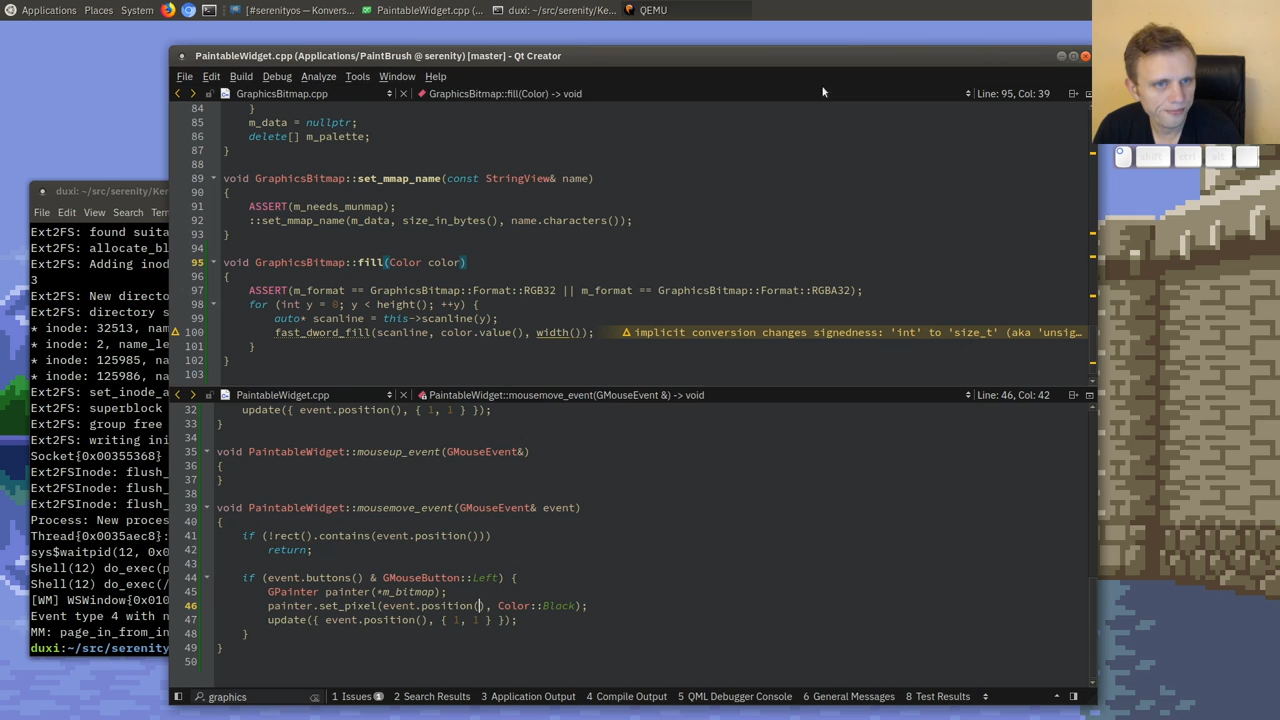 Applications Places System [#serenityos — Konvers... PaintableWidget.cpp (... duxi: ~/src/serenity/Ke... QEMU
PaintableWidget.cpp (Applications/PaintBrush @ serenity) [master] - Qt Creator
File Edit Build Debug Analyze Tools Window Help
GraphicsBitmap.cpp GraphicsBitmap::fill(Color) -> void Line: 95, Col: 39
84 }
85 m_data = nullptr;
86 delete[] m_palette;
87 }
88
89 void GraphicsBitmap::set_mmap_name(const StringView& name)
90 {
91 ASSERT(m_needs_munmap);
92 ::set_mmap_name(m_data, size_in_bytes(), name.characters());
93 }
94
95 void GraphicsBitmap::fill(Color color)
96 {
97 ASSERT(m_format == GraphicsBitmap::Format::RGB32 || m_format == GraphicsBitmap::Format::RGBA32);
98 for (int y = 0; y < height(); ++y) {
99 auto* scanline = this->scanline(y);
100 fast_dword_fill(scanline, color.value(), width()); implicit conversion changes signedness: 'int' to 'size_t' (aka 'unsig...
101 }
102 }
103
PaintableWidget.cpp PaintableWidget::mousemove_event(GMouseEvent &) -> void Line: 46, Col: 42
32 update({ event.position(), { 1, 1 } });
33 }
34
35 void PaintableWidget::mouseup_event(GMouseEvent&)
36 {
37 }
38
39 void PaintableWidget::mousemove_event(GMouseEvent& event)
40 {
41 if (!rect().contains(event.position()))
42 return;
43
44 if (event.buttons() & GMouseButton::Left) {
45 GPainter painter(*m_bitmap);
46 painter.set_pixel(event.position(), Color::Black);
47 update({ event.position(), { 1, 1 } });
48 }
49 }
50
graphics 1 Issues 1 2 Search Results 3 Application Output 4 Compile Output 5 QML Debugger Console 6 General Messages 8 Test Results
shift ctrl alt
duxi: ~/src/serenity/Ker
File Edit View Search Ter
Ext2FS: found suita
Ext2FS: allocate_bl
Ext2FS: Adding inod
3
Ext2FS: New directo
Ext2FS: directory s
* inode: 32513, nam
* inode: 2, name_le
* inode: 125985, na
* inode: 125986, na
Ext2FS: set_inode_a
Ext2FS: superblock
Ext2FS: group free
Ext2FS: writing ini
Socket{0x00355368}
Ext2FSInode: flush_
Ext2FSInode: flush_
Ext2FSInode: flush_
Process: New proces
Thread{0x0035aec8}:
sys$waitpid(12, 0x0
Shell(12) do_exec(/
Shell(12) do_exec(/
[WM] WSWindow{0x010
Event type 4 with n
MM: page_in_from_in
duxi:~/src/serenity